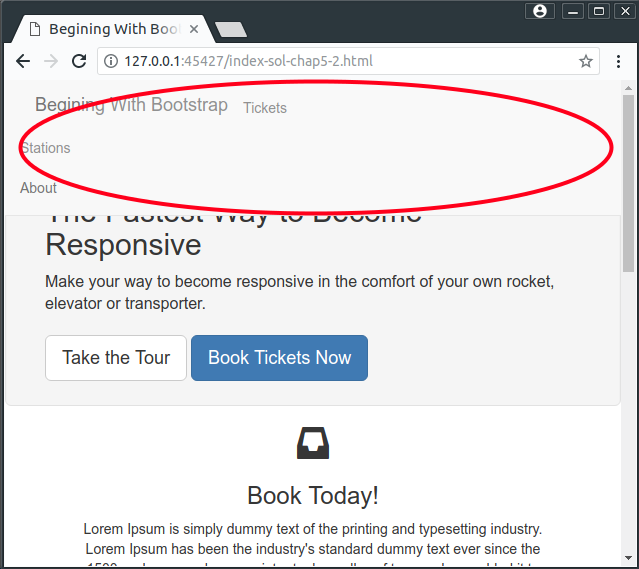 Begining With Boo
127.0.0.1:45427/index-sol-chap5-2.html
Begining With Bootstrap Tickets
Stations
About
The Fastest Way to Become
Responsive
Make your way to become responsive in the comfort of your own rocket,
elevator or transporter.
Take the Tour Book Tickets Now
Book Today!
Lorem Ipsum is simply dummy text of the printing and typesetting industry.
Lorem Ipsum has been the industry's standard dummy text ever since the